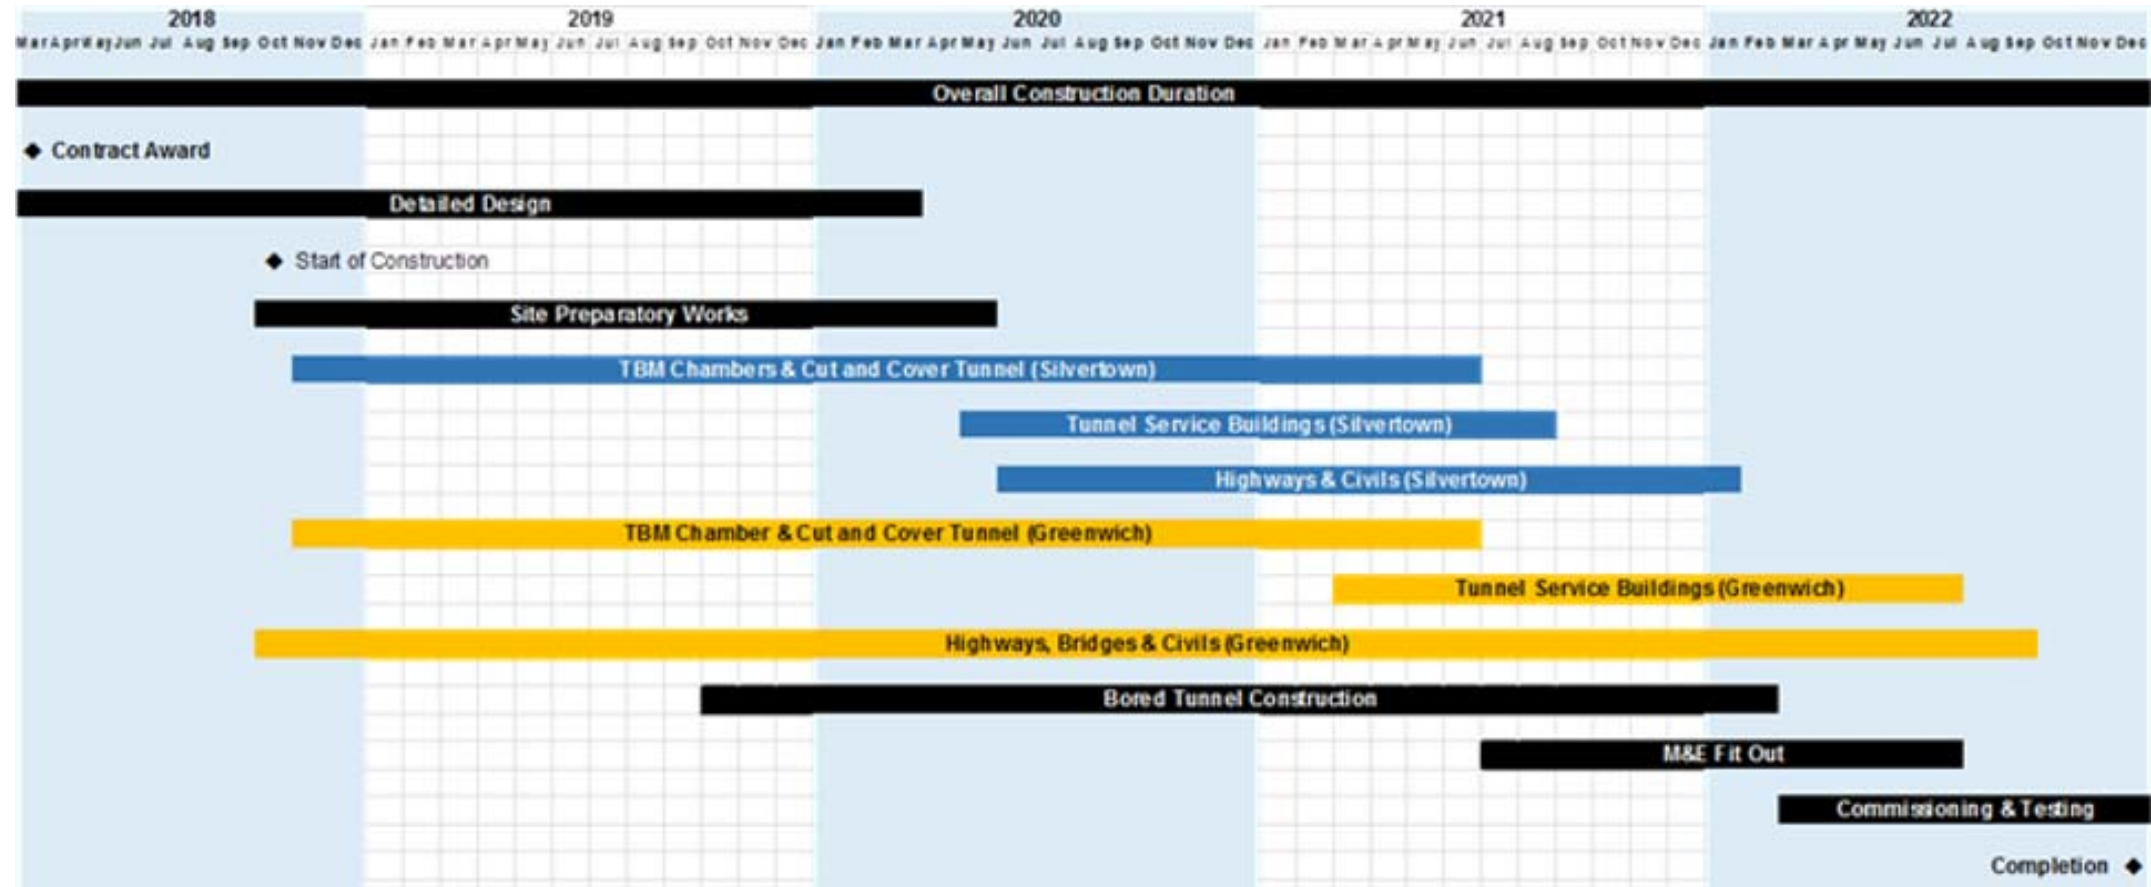 2018 2019 2020 2021 2022
Mar Apr May Jun Jul Aug Sep Oct Nov Dec Jan Feb Mar Apr May Jun Jul Aug Sep Oct Nov Dec Jan Feb Mar Apr May Jun Jul Aug Sep Oct Nov Dec Jan Feb Mar Apr May Jun Jul Aug Sep Oct Nov Dec Jan Feb Mar Apr May Jun Jul Aug Sep Oct Nov Dec
Overall Construction Duration
Contract Award
Detailed Design
Start of Construction
Site Preparatory Works
TBM Chambers & Cut and Cover Tunnel (Silvertown)
Tunnel Service Buildings (Silvertown)
Highways & Civils (Silvertown)
TBM Chamber & Cut and Cover Tunnel (Greenwich)
Tunnel Service Buildings (Greenwich)
Highways, Bridges & Civils (Greenwich)
Bored Tunnel Construction
M&E Fit Out
Commissioning & Testing
Completion